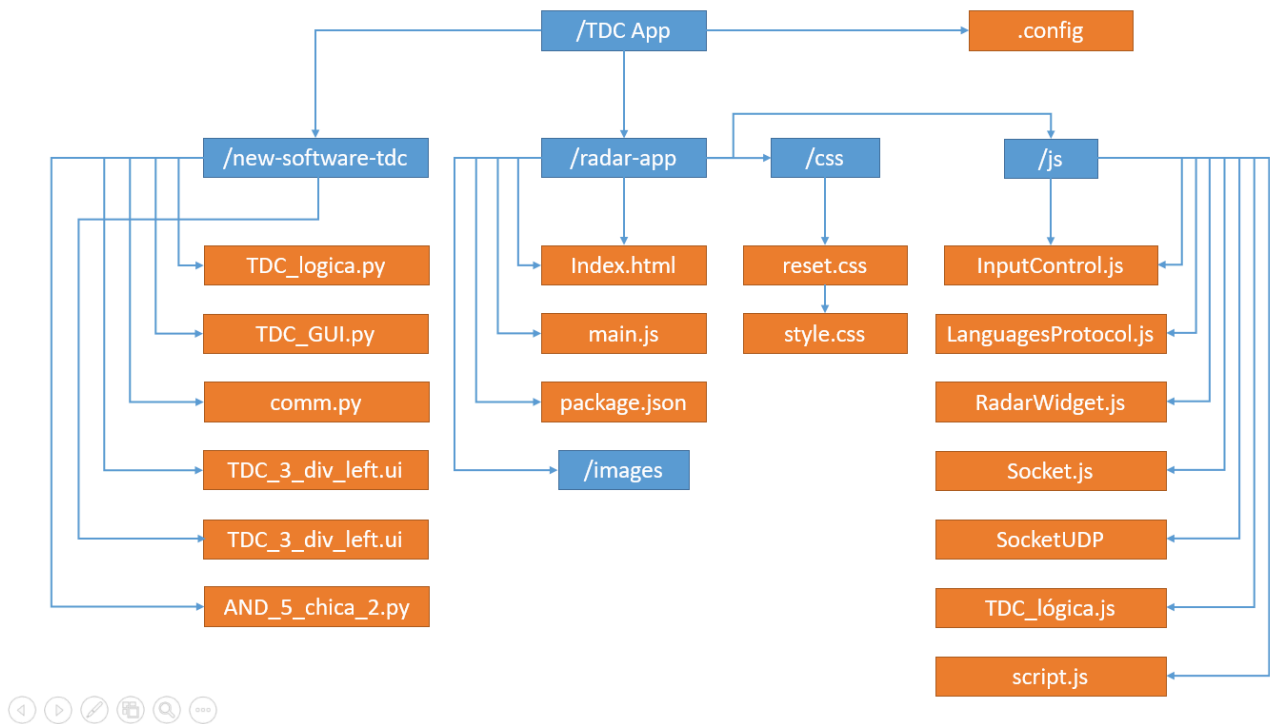 /TDC App
.config
/new-software-tdc
/radar-app
/css
/js
TDC_logica.py
Index.html
reset.css
InputControl.js
TDC_GUI.py
main.js
style.css
LanguagesProtocol.js
comm.py
package.json
RadarWidget.js
TDC_3_div_left.ui
/images
Socket.js
TDC_3_div_left.ui
SocketUDP
AND_5_chica_2.py
TDC_lógica.js
script.js